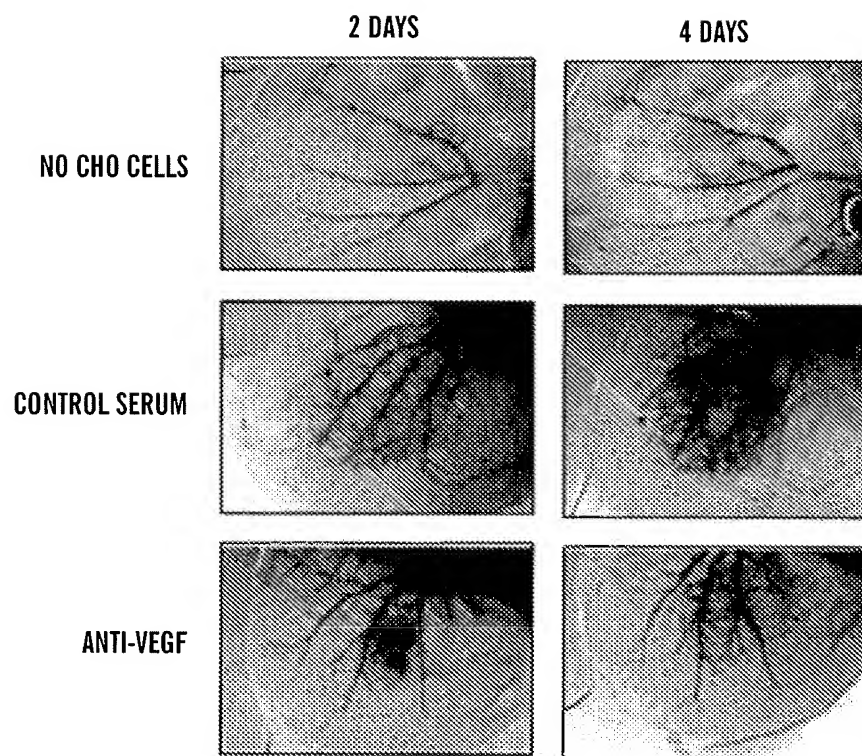 2 DAYS 4 DAYS
NO CHO CELLS
CONTROL SERUM
ANTI-VEGF